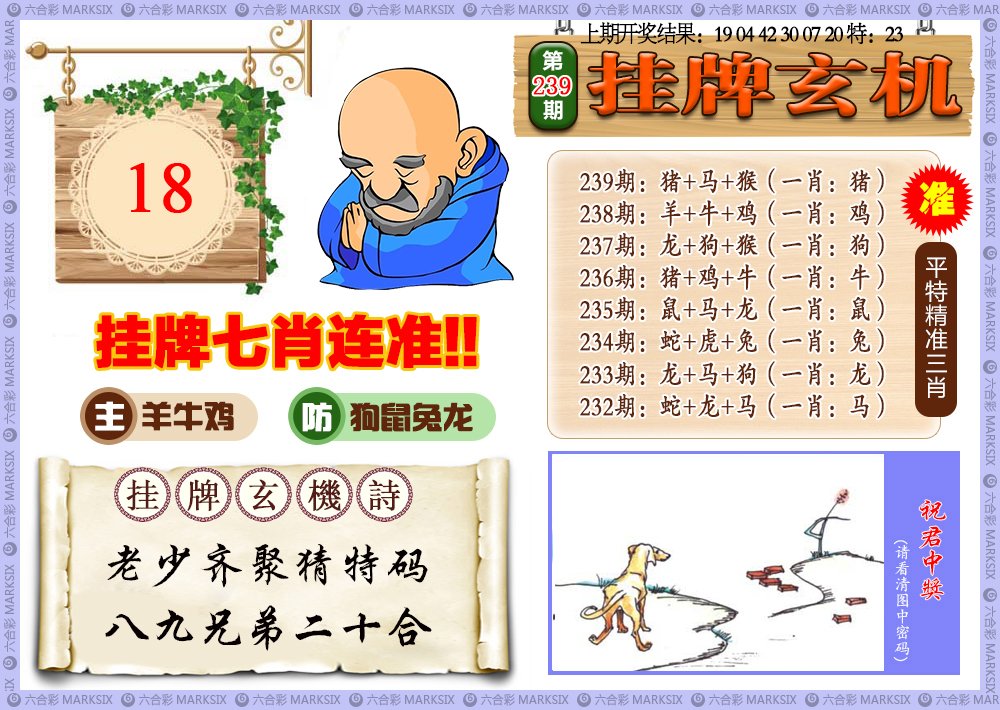 六合彩 MARKSIX
上期开奖结果：19 04 42 30 07 20 特：23
第
239
期
挂牌玄机
18
239期：猪+马+猴（一肖：猪）
238期：羊+牛+鸡（一肖：鸡）
237期：龙+狗+猴（一肖：狗）
236期：猪+鸡+牛（一肖：牛）
235期：鼠+马+龙（一肖：鼠）
234期：蛇+虎+兔（一肖：兔）
233期：龙+马+狗（一肖：龙）
232期：蛇+龙+马（一肖：马）
准
平特精准三肖
挂牌七肖连准!!
主 羊牛鸡
防 狗鼠兔龙
挂牌玄機詩
老少齐聚猜特码
八九兄弟二十合
祝君中奖
（请看清图中密码）